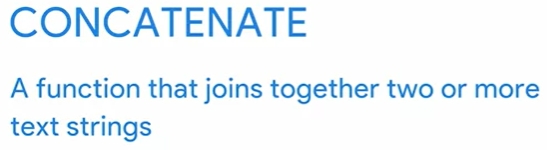 CONCATENATE
A function that joins together two or more
text strings